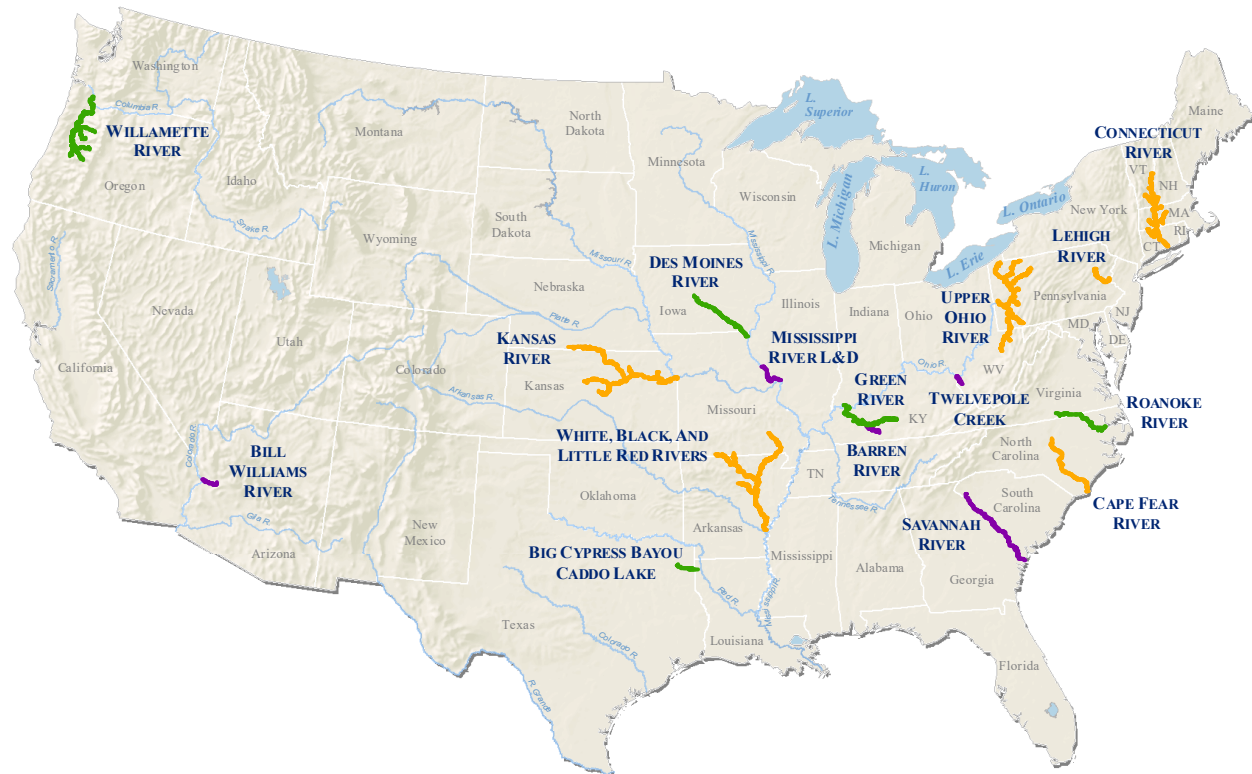 Washington
Columbia R.
WILLAMETTE
RIVER
Oregon
Idaho
Montana
North
Dakota
Minnesota
L.
Superior
Wisconsin
L. Michigan
L.
Huron
Michigan
L. Ontario
L. Erie
New York
Maine
CONNECTICUT
RIVER
VT
NH
MA
RI
CT
LEHIGH
RIVER
Pennsylvania
NJ
MD
DE
UPPER
OHIO
RIVER
Snake R.
Wyoming
South
Dakota
Missouri R.
Mississippi R.
Sacramento R.
Nevada
Utah
California
Nebraska
Platte R.
DES MOINES
RIVER
Iowa
Illinois
Indiana
Ohio
Ohio R.
WV
Virginia
KANSAS
RIVER
Kansas
Colorado
Arkansas R.
MISSISSIPPI
RIVER L&D
Missouri
GREEN
RIVER
KY
BARREN
RIVER
TWELVEPOLE
CREEK
ROANOKE
RIVER
North
Carolina
CAPE FEAR
RIVER
South
Carolina
SAVANNAH
RIVER
Georgia
Colorado R.
BILL
WILLIAMS
RIVER
Gila R.
Arizona
New
Mexico
WHITE, BLACK, AND
LITTLE RED RIVERS
Oklahoma
Arkansas
TN
Tennessee R.
BIG CYPRESS BAYOU
CADDO LAKE
Mississippi
Alabama
Red R.
Mississippi R.
Texas
Colorado R.
Louisiana
R. Grande
Florida